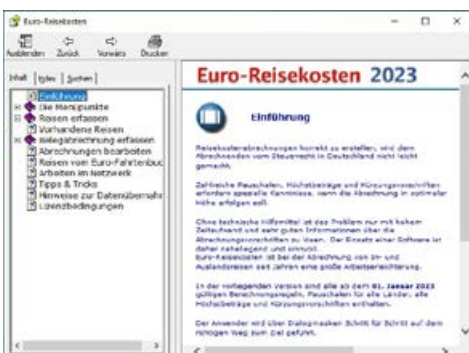 Euro-Reisekosten
Ausblenden Zurück Vorwärts Drucken
Inhalt Index Suchen
Einführung
Die Menüpunkte
Reisen erfassen
Vorhandene Reisen
Belegabrechnung erfassen
Abrechnungen bearbeiten
Reisen vom Euro-Fahrtenbuc
Arbeiten im Netzwerk
Tipps & Tricks
Hinweise zur Datenübernahr
Lizenzbedingungen
Euro-Reisekosten 2023
Einführung
Reisekostenabrechnungen korrekt zu erstellen, wird dem
Abrechnenden vom Steuerrecht in Deutschland nicht leicht
gemacht.
Zahlreiche Pauschalen, Höchstbeträge und Kürzungsvorschriften
erfordern spezielle Kenntnisse, wenn die Abrechnung in optimaler
Höhe erfolgen soll.
Ohne technische Hilfsmittel ist das Problem nur mit hohem
Zeitaufwand und sehr guten Informationen über die
Abrechnungsvorschriften zu lösen. Der Einsatz einer Software ist
daher naheliegend und sinnvoll.
Euro-Reisekosten ist bei der Abrechnung von In- und
Auslandsreisen seit Jahren eine große Arbeitserleichterung.
In der vorliegenden Version sind alle ab dem 01. Januar 2023
gültigen Berechnungsregeln, Pauschalen für alle Länder, alle
Höchstbeträge und Kürzungsvorschriften enthalten.
Der Anwender wird über Dialogmasken Schritt für Schritt auf dem
richtigen Weg zum Ziel geführt.